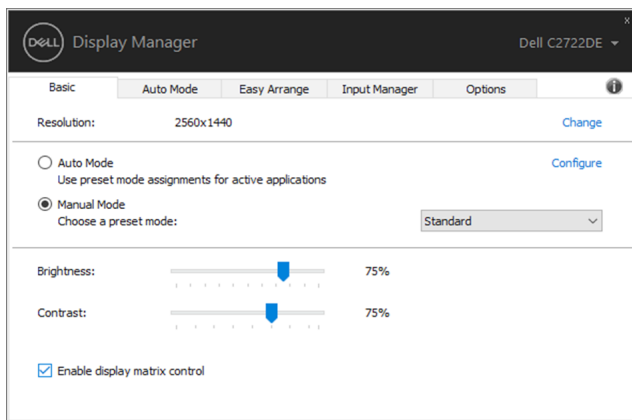 x
DELL Display Manager Dell C2722DE
Basic Auto Mode Easy Arrange Input Manager Options i
Resolution: 2560x1440 Change
Auto Mode Configure
Use preset mode assignments for active applications
Manual Mode
Choose a preset mode: Standard
Brightness: 75%
Contrast: 75%
Enable display matrix control